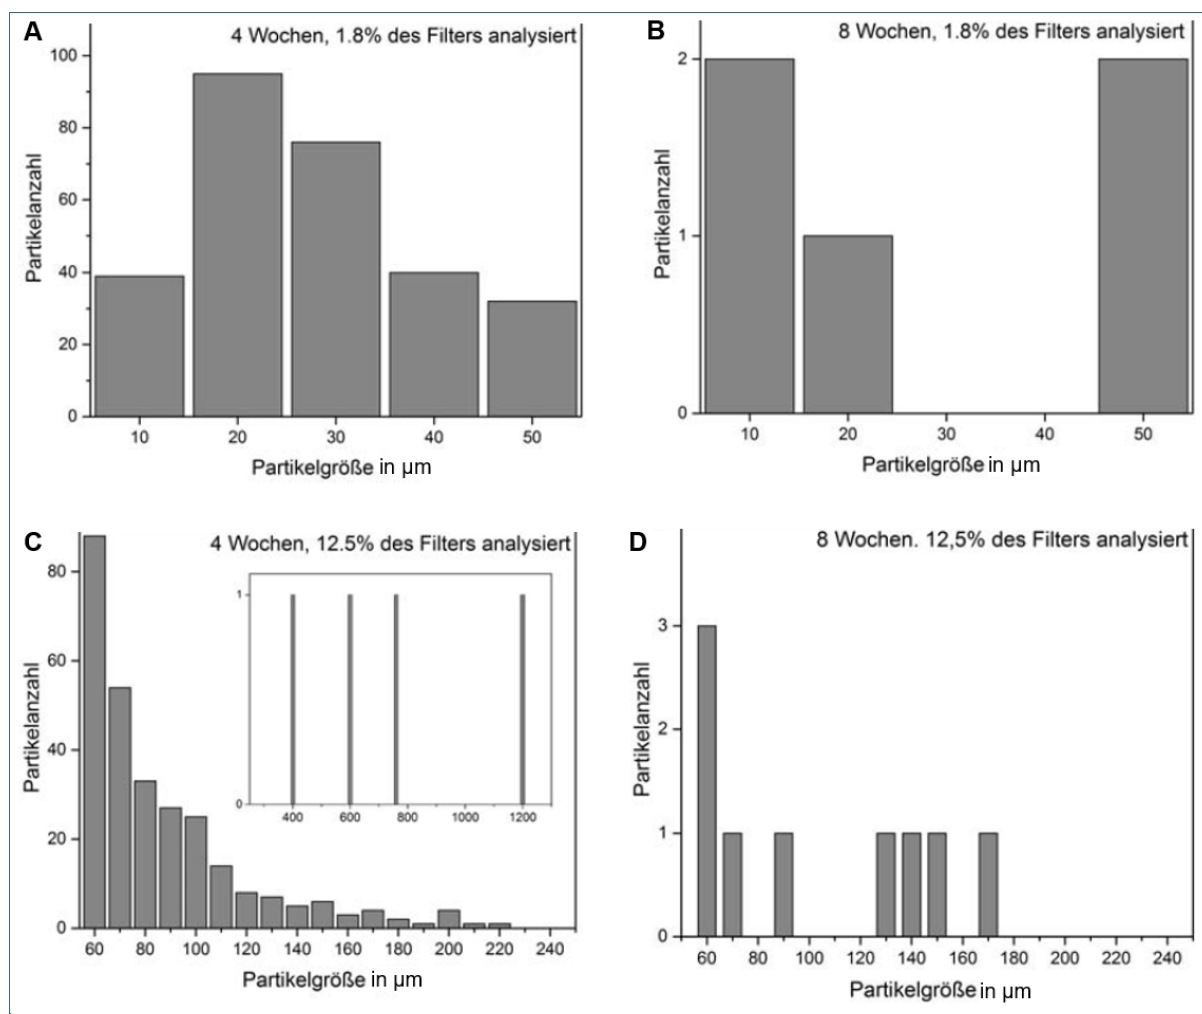 A
4 Wochen, 1.8% des Filters analysiert
100
80
60
40
20
0
Partikelanzahl
10 20 30 40 50
Partikelgröße in µm
B
8 Wochen, 1.8% des Filters analysiert
2
1
0
Partikelanzahl
10 20 30 40 50
Partikelgröße in µm
C
4 Wochen, 12.5% des Filters analysiert
80
60
40
20
0
Partikelanzahl
1
0
400 600 800 1000 1200
60 80 100 120 140 160 180 200 220 240
Partikelgröße in µm
D
8 Wochen. 12,5% des Filters analysiert
3
2
1
0
Partikelanzahl
60 80 100 120 140 160 180 200 220 240
Partikelgröße in µm